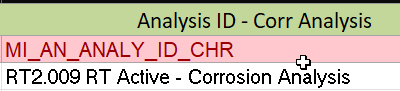 Analysis ID - Corr Analysis
MI_AN_ANALY_ID_CHR
RT2.009 RT Active - Corrosion Analysis